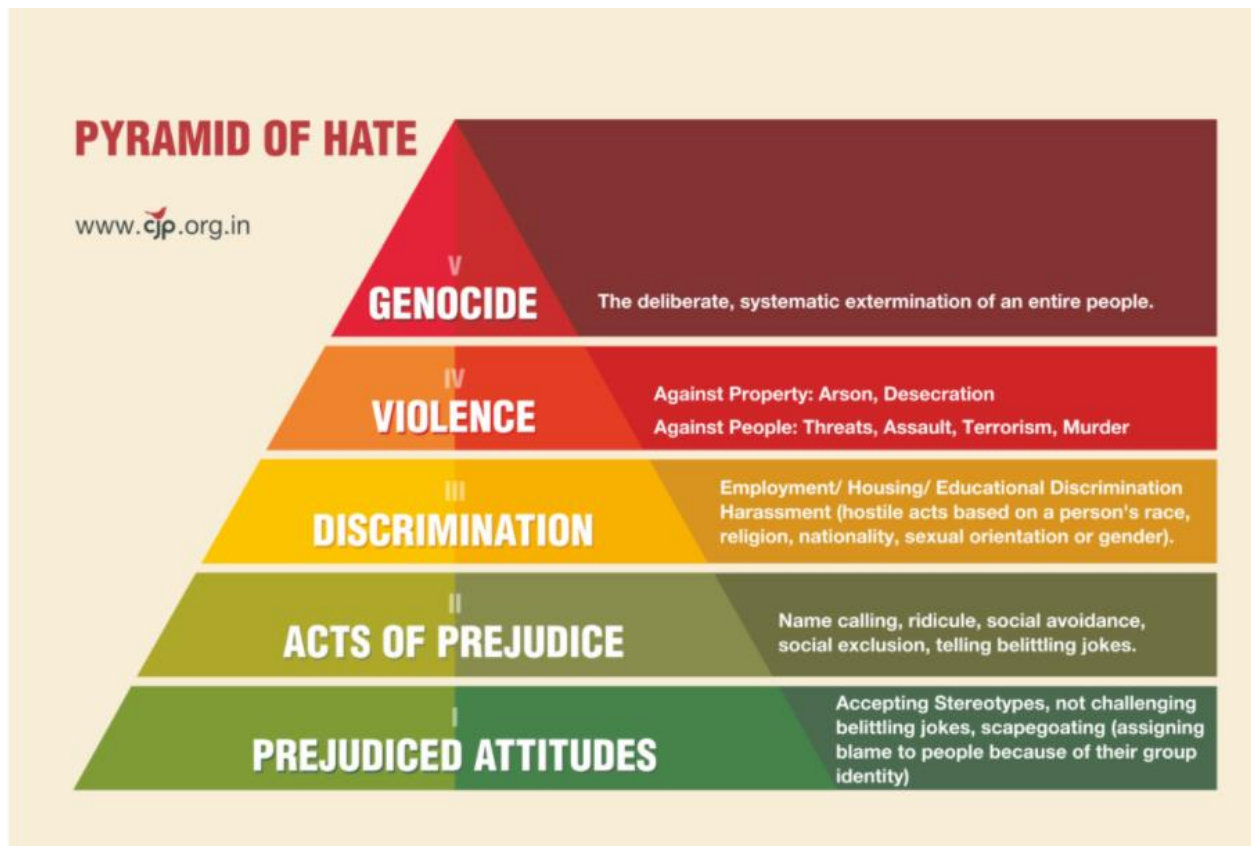 PYRAMID OF HATE
www.cjp.org.in
V
GENOCIDE
The deliberate, systematic extermination of an entire people.
IV
VIOLENCE
Against Property: Arson, Desecration
Against People: Threats, Assault, Terrorism, Murder
III
DISCRIMINATION
Employment/ Housing/ Educational Discrimination
Harassment (hostile acts based on a person's race,
religion, nationality, sexual orientation or gender).
II
ACTS OF PREJUDICE
Name calling, ridicule, social avoidance,
social exclusion, telling belittling jokes.
I
PREJUDICED ATTITUDES
Accepting Stereotypes, not challenging
belittling jokes, scapegoating (assigning
blame to people because of their group
identity)